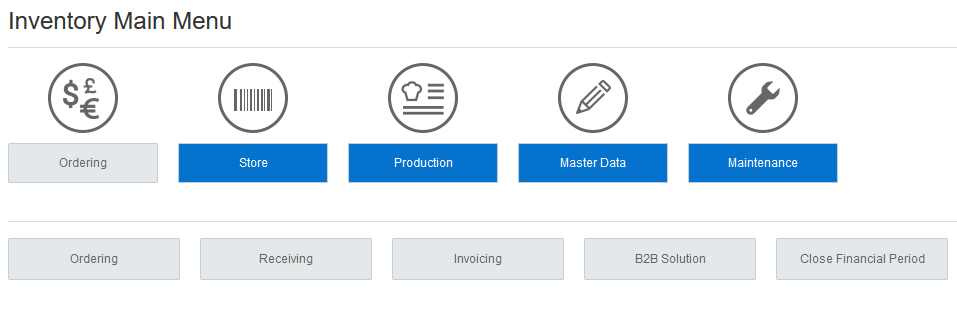 Inventory Main Menu
$ £ €
Ordering Store Production Master Data Maintenance
Ordering Receiving Invoicing B2B Solution Close Financial Period